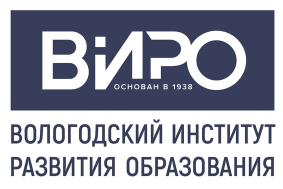 ВИРО
ОСНОВАН В 1938
ВОЛОГОДСКИЙ ИНСТИТУТ
РАЗВИТИЯ ОБРАЗОВАНИЯ